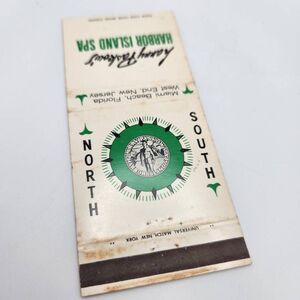 Larry Paskow's
HARBOR ISLAND SPA
Miami Beach, Florida
West End, New Jersey
NORTH
SOUTH
UNIVERSAL MATCH, NEW YORK